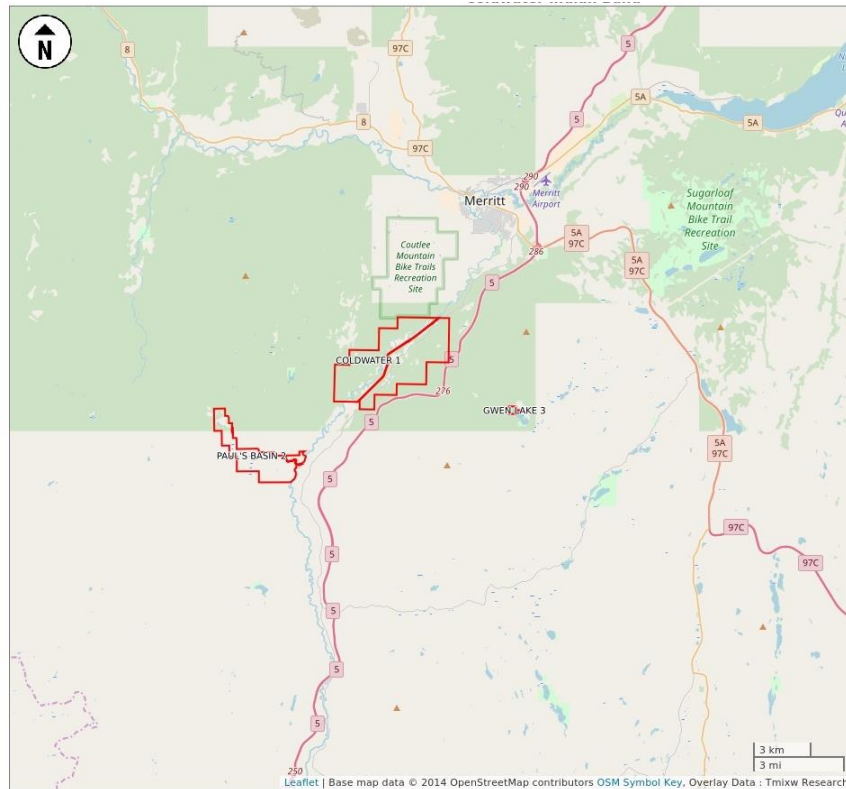 N
8
97C
5
5A
5
5A
8
97C
290
290
Merritt
Airport
Merritt
Sugarloaf
Mountain
Bike Trail
Recreation
Site
5A
97C
286
5A
97C
Coutlee
Mountain
Bike Trails
Recreation
Site
5
COLDWATER 1
5
276
GWEN LAKE 3
5
5A
97C
PAUL'S BASIN 2
5
97C
5
97C
5
5
5
250
3 km
3 mi
Leaflet | Base map data © 2014 OpenStreetMap contributors OSM Symbol Key, Overlay Data : Tmixw Research